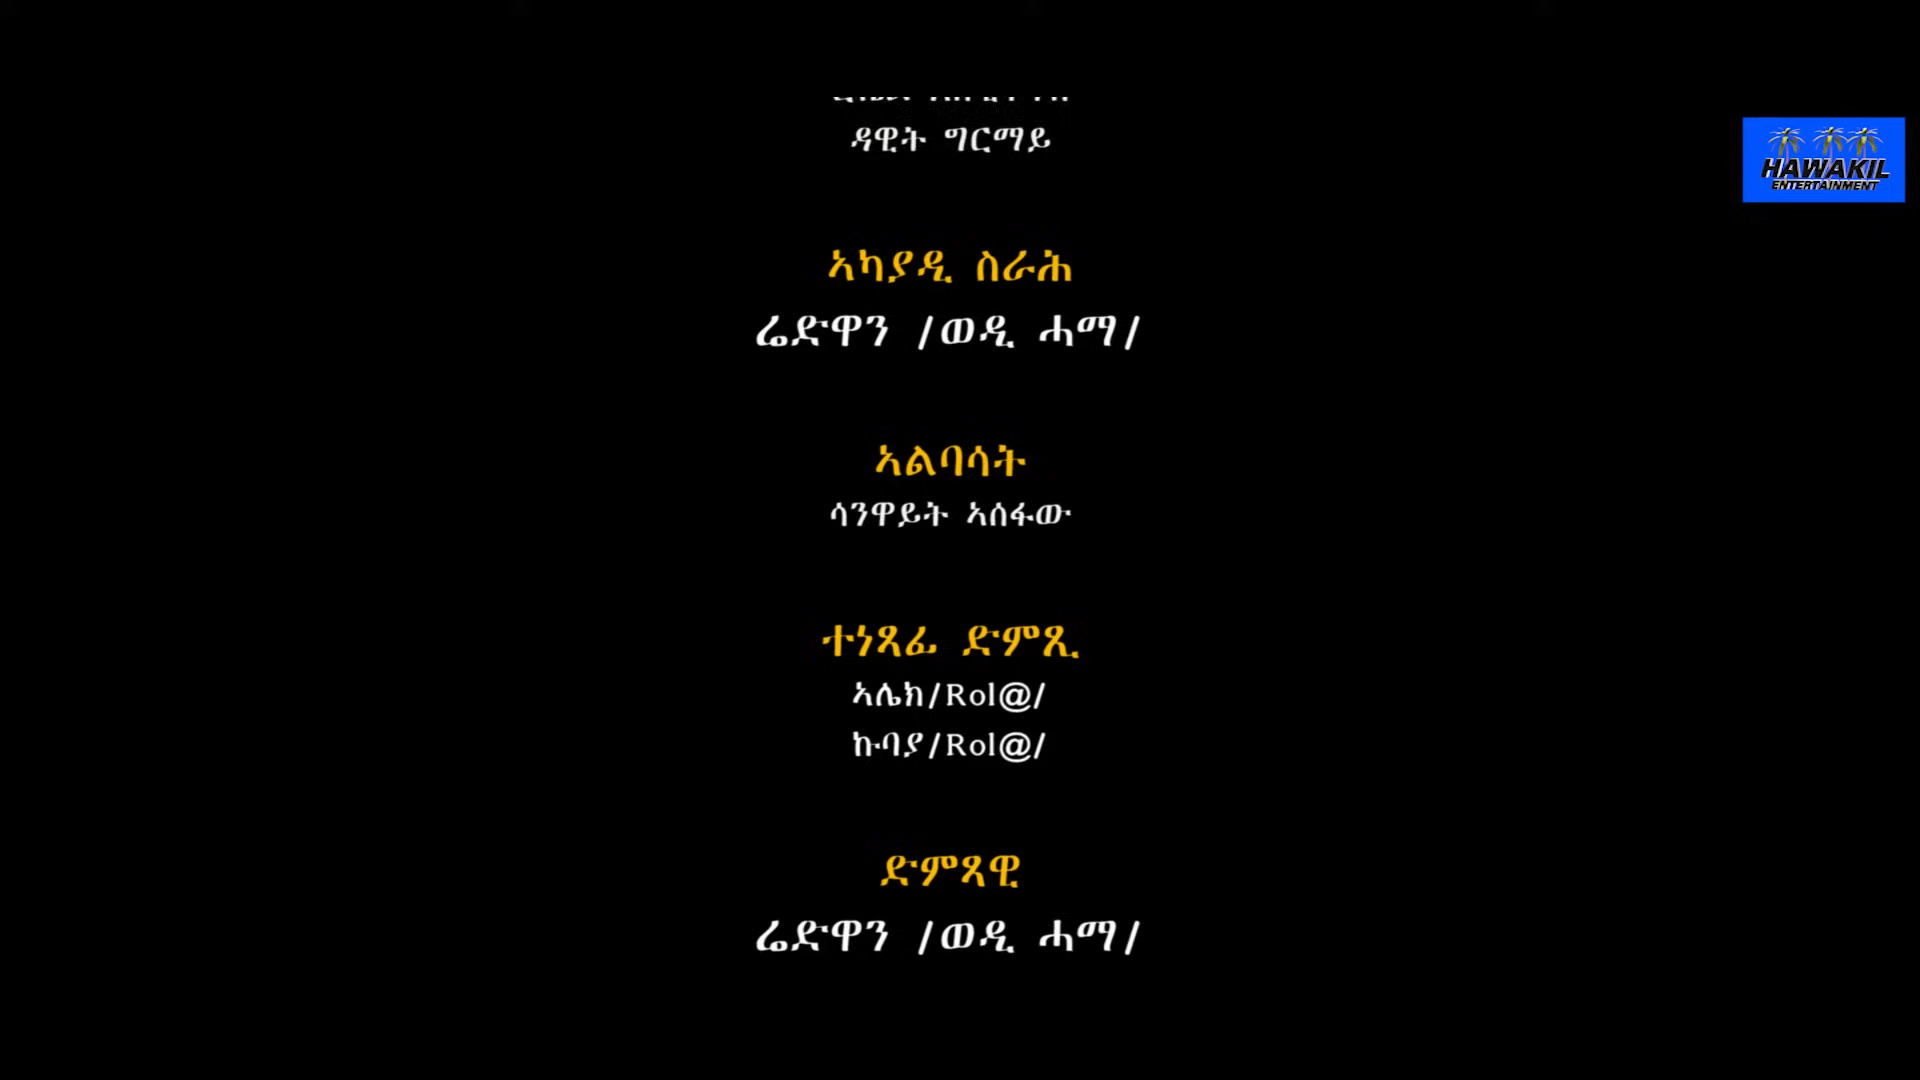 ዳዊት ግርማይ
HAWAKIL
ENTERTAINMENT
ኣካያዲ ስራሕ
ሬድዋን /ወዲ ሓማ/
ኣልባሳት
ሳንዋይት ኣሰፋው
ተነጻፊ ድምጺ
ኣሌክ/Rol@/
ኩባያ/Rol@/
ድምጻዊ
ሬድዋን /ወዲ ሓማ/